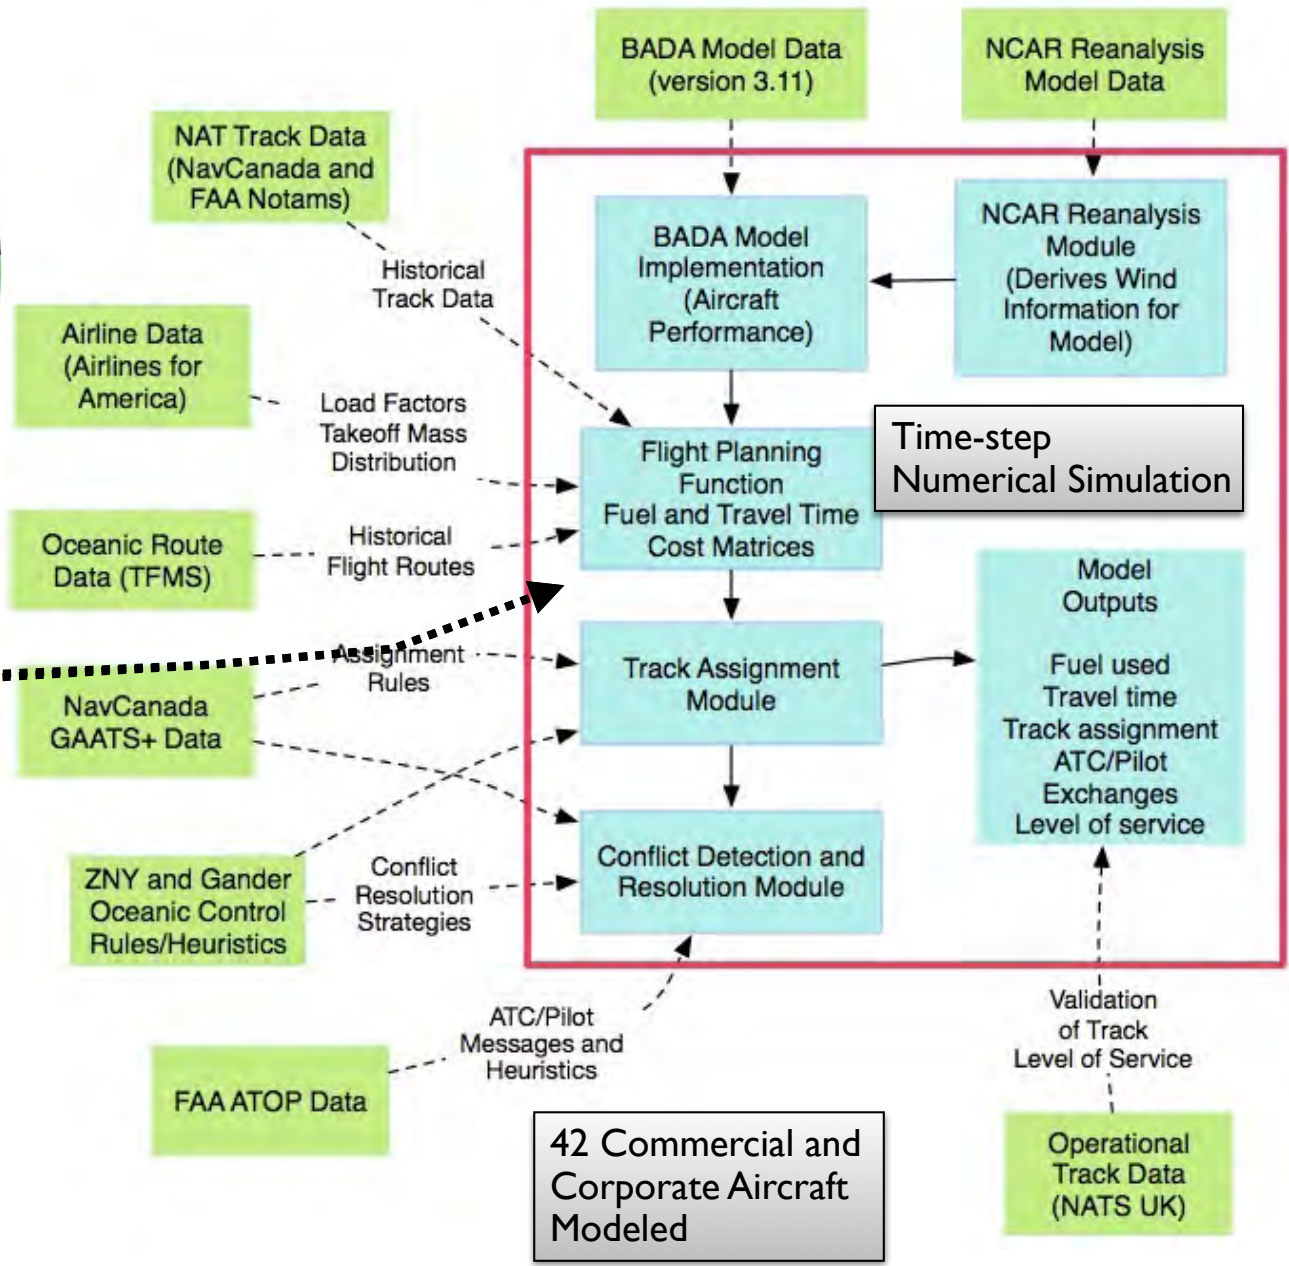 BADA Model Data
(version 3.11)
NCAR Reanalysis
Model Data
NAT Track Data
(NavCanada and
FAA Notams)
BADA Model
Implementation
(Aircraft
Performance)
NCAR Reanalysis
Module
(Derives Wind
Information for
Model)
Historical
Track Data
Airline Data
(Airlines for
America)
Load Factors
Takeoff Mass
Distribution
Flight Planning
Function
Fuel and Travel Time
Cost Matrices
Time-step
Numerical Simulation
Oceanic Route
Data (TFMS)
Historical
Flight Routes
Model
Outputs
Fuel used
Travel time
Track assignment
ATC/Pilot
Exchanges
Level of service
Assignment
Rules
Track Assignment
Module
NavCanada
GAATS+ Data
Conflict Detection and
Resolution Module
ZNY and Gander
Oceanic Control
Rules/Heuristics
Conflict
Resolution
Strategies
ATC/Pilot
Messages and
Heuristics
Validation
of Track
Level of Service
FAA ATOP Data
42 Commercial and
Corporate Aircraft
Modeled
Operational
Track Data
(NATS UK)